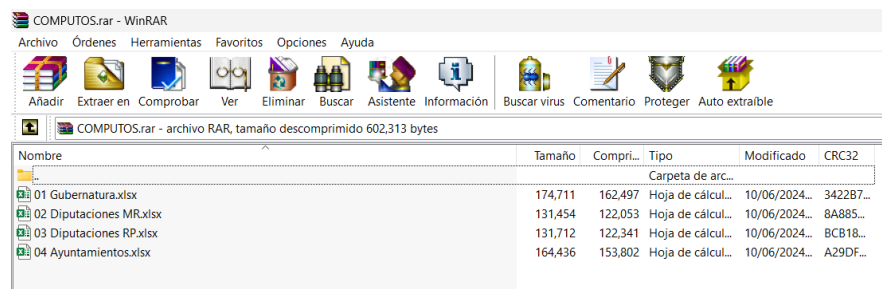 COMPUTOS.rar - WinRAR
Archivo Órdenes Herramientas Favoritos Opciones Ayuda
Añadir Extraer en Comprobar Ver Eliminar Buscar Asistente Información Buscar virus Comentario Proteger Auto extraíble
COMPUTOS.rar - archivo RAR, tamaño descomprimido 602,313 bytes
Nombre Tamaño Compri... Tipo Modificado CRC32
.. Carpeta de arc...
01 Gubernatura.xlsx 174,711 162,497 Hoja de cálcul... 10/06/2024... 3422B7...
02 Diputaciones MR.xlsx 131,454 122,053 Hoja de cálcul... 10/06/2024... 8A885...
03 Diputaciones RP.xlsx 131,712 122,341 Hoja de cálcul... 10/06/2024... BCB18...
04 Ayuntamientos.xlsx 164,436 153,802 Hoja de cálcul... 10/06/2024... A29DF...